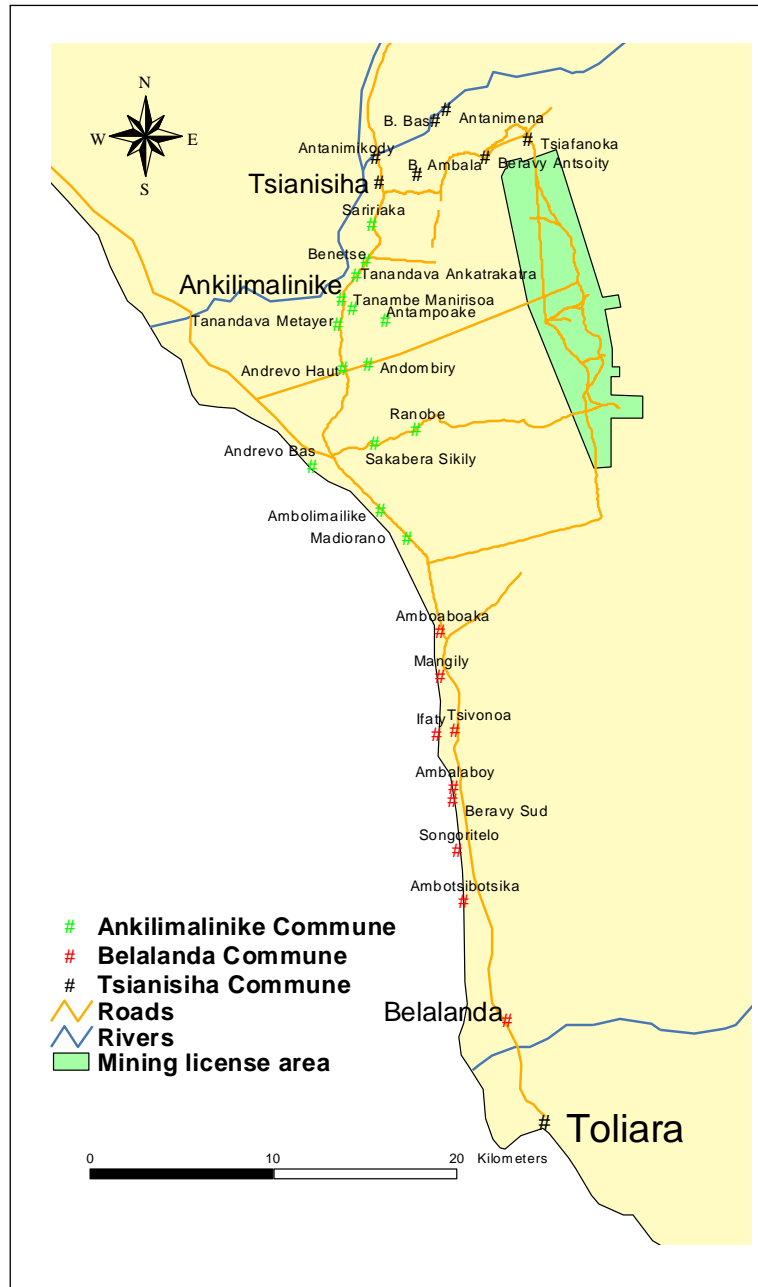 N
W E
S
B. Bas
Antanimena
Tsiafanoka
Antanimikody
B. Ambala
Beravy Antsoity
Tsianisiha
Saririaka
Benetse
Tanandava Ankatrakatra
Ankilimalinike
Tanambe Manirisoa
Antampoake
Tanandava Metayer
Andrevo Haut
Andombiry
Ranobe
Andrevo Bas
Sakabera Sikily
Ambolimailike
Madiorano
Amboaboaka
Mangily
Ifaty
Tsivonoa
Ambalaboy
Beravy Sud
Songoritelo
Ambotsibotsika
# Ankilimalinike Commune
# Belalanda Commune
# Tsianisiha Commune
Roads
Rivers
Mining license area
Belalanda
Toliara
0 10 20 Kilometers